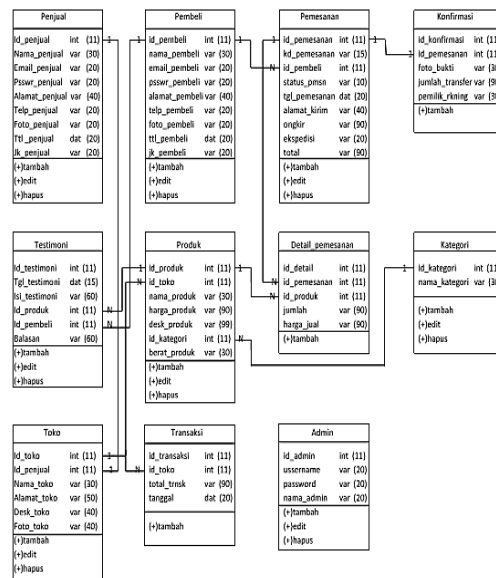 Penjual
Id_penjual int (11)
Nama_penjual var (30)
Email_penjual var (20)
Psswr_penjual var (20)
Alamat_penjual var (40)
Telp_penjual var (20)
Foto_penjual var (20)
Ttl_penjual dat (20)
Jk_penjual var (20)
(+)tambah
(+)edit
(+)hapus
Pembeli
id_pembeli int (11)
nama_pembeli var (30)
email_pembeli var (20)
psswr_pembeli var (20)
alamat_pembeli var (40)
telp_pembeli var (20)
foto_pembeli var (20)
ttl_pembeli dat (20)
jk_pembeli var (20)
(+)tambah
(+)edit
(+)hapus
Pemesanan
id_pemesanan int (11)
kd_pemesanan var (15)
id_pembeli int (11)
status_pmsn var (10)
tgl_pemesanan dat (20)
alamat_kirim var (40)
ongkir var (90)
ekspedisi var (20)
total var (90)
(+)tambah
(+)edit
(+)hapus
Konfirmasi
id_konfirmasi int (11
id_pemesanan int (11
foto_bukti var (30
jumlah_transfer var (90
pemilik_rkning var (30
(+)tambah
Testimoni
Id_testimoni int (11)
Tgl_testimoni dat (15)
Isi_testimoni var (60)
Id_produk int (11)
Id_pembeli int (11)
Balasan var (60)
(+)tambah
(+)edit
(+)hapus
Produk
id_produk int (11)
id_toko int (11)
nama_produk var (30)
harga_produk var (90)
desk_produk var (99)
id_kategori int (11)
berat_produk var (30)
(+)tambah
(+)edit
(+)hapus
Detail_pemesanan
id_detail int (11)
id_pemesanan int (11)
id_produk int (11)
jumlah var (90)
harga_jual var (90)
(+)tambah
Kategori
id_kategori int (11
nama_kategori var (30
(+)tambah
(+)edit
(+)hapus
Toko
Id_toko int (11)
Id_penjual int (11)
Nama_toko var (30)
Alamat_toko var (50)
Desk_toko var (40)
Foto_toko var (40)
(+)tambah
(+)edit
(+)hapus
Transaksi
id_transaksi int (11)
id_toko int (11)
total_trnsk var (90)
tanggal dat (20)
(+)tambah
Admin
id_admin int (11)
ussername var (20)
password var (20)
nama_admin var (20)
(+)tambah
(+)edit
(+)hapus